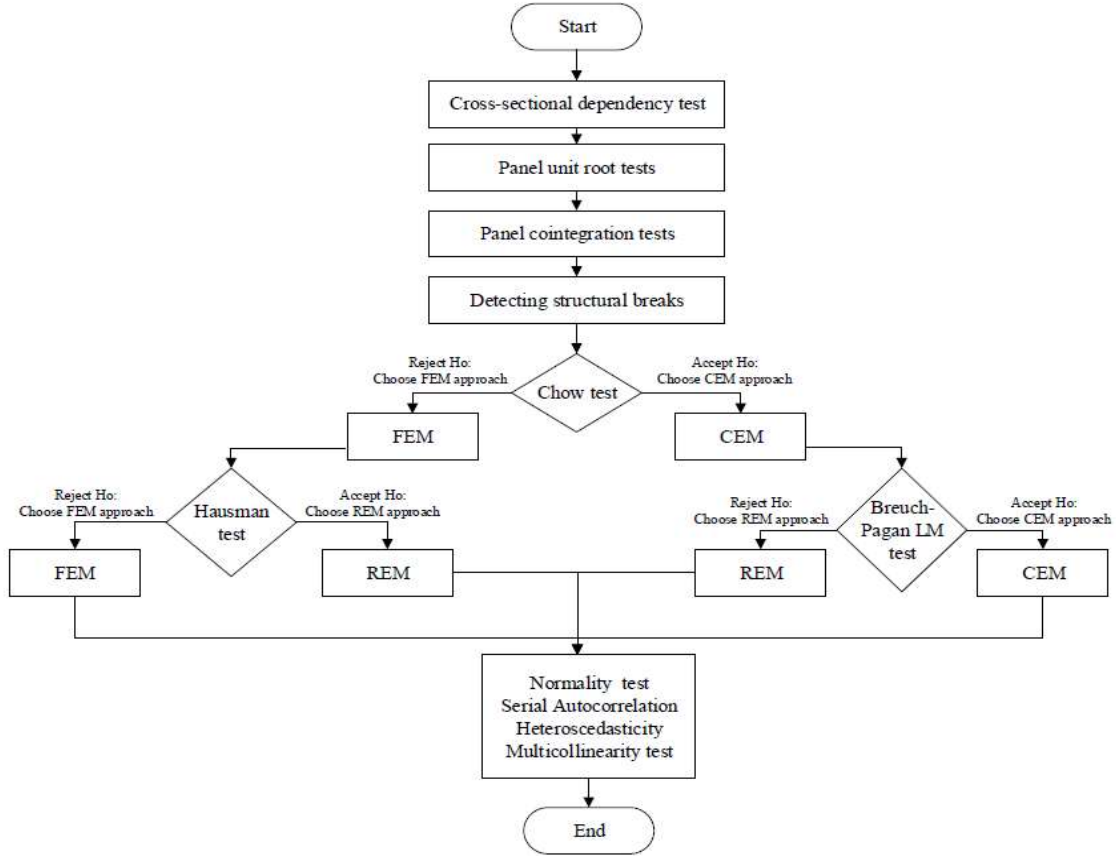 Start
Cross-sectional dependency test
Panel unit root tests
Panel cointegration tests
Detecting structural breaks
Reject Ho:
Choose FEM approach
Accept Ho:
Choose CEM approach
Chow test
FEM
CEM
Reject Ho:
Choose FEM approach
Accept Ho:
Choose REM approach
Hausman
test
Reject Ho:
Choose REM approach
Accept Ho:
Choose CEM approach
Breuch-
Pagan LM
test
FEM
REM
REM
CEM
Normality test
Serial Autocorrelation
Heteroscedasticity
Multicollinearity test
End